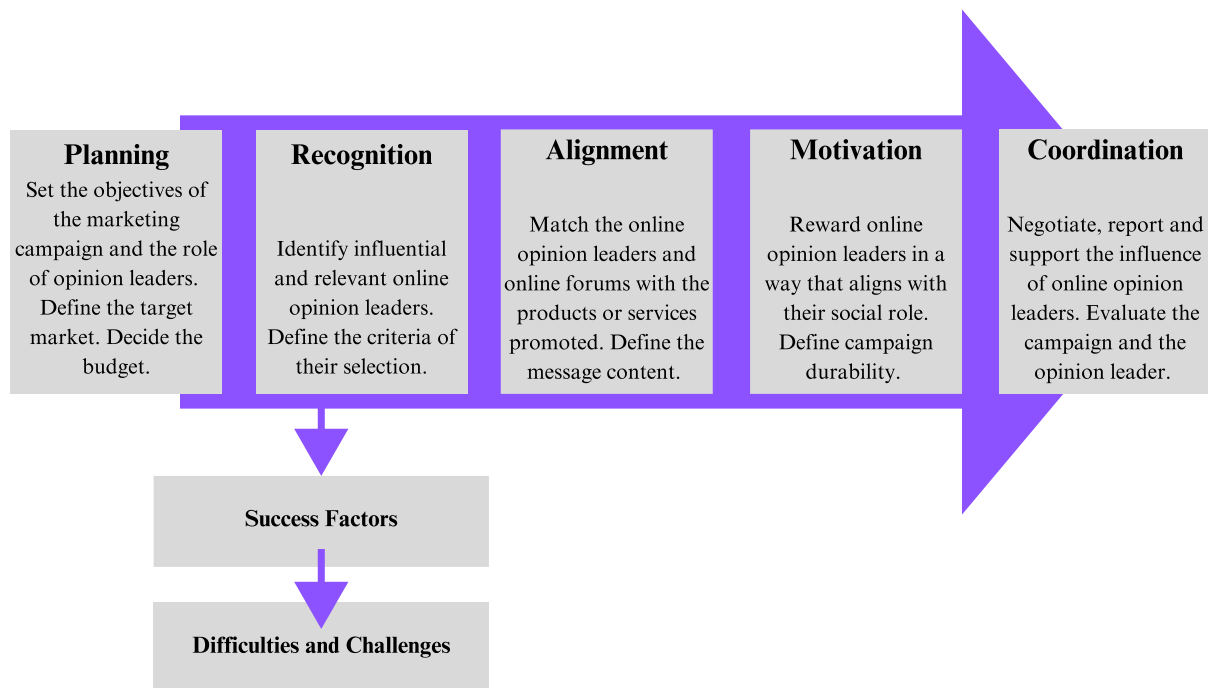 Planning
Set the objectives of
the marketing
campaign and the role
of opinion leaders.
Define the target
market. Decide the
budget.
Recognition
Identify influential
and relevant online
opinion leaders.
Define the criteria of
their selection.
Alignment
Match the online
opinion leaders and
online forums with the
products or services
promoted. Define the
message content.
Motivation
Reward online
opinion leaders in a
way that aligns with
their social role.
Define campaign
durability.
Coordination
Negotiate, report and
support the influence
of online opinion
leaders. Evaluate the
campaign and the
opinion leader.
Success Factors
Difficulties and Challenges